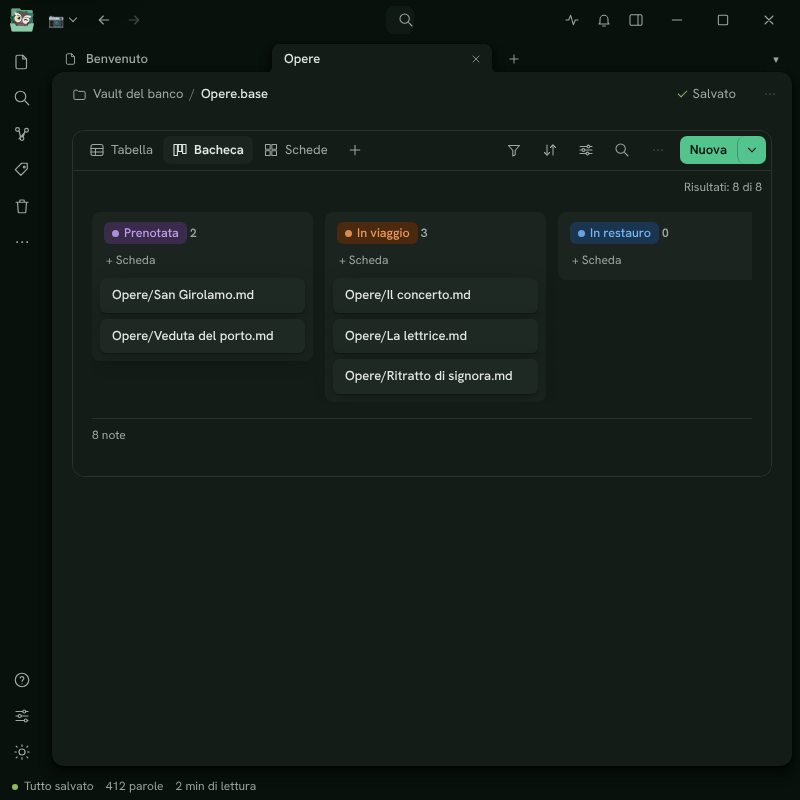 Benvenuto
Opere
Vault del banco / Opere.base
Salvato
Tabella
Bacheca
Schede
Nuova
Risultati: 8 di 8
Prenotata 2
+ Scheda
Opere/San Girolamo.md
Opere/Veduta del porto.md
In viaggio 3
+ Scheda
Opere/Il concerto.md
Opere/La lettrice.md
Opere/Ritratto di signora.md
In restauro 0
+ Scheda
8 note
Tutto salvato
412 parole
2 min di lettura